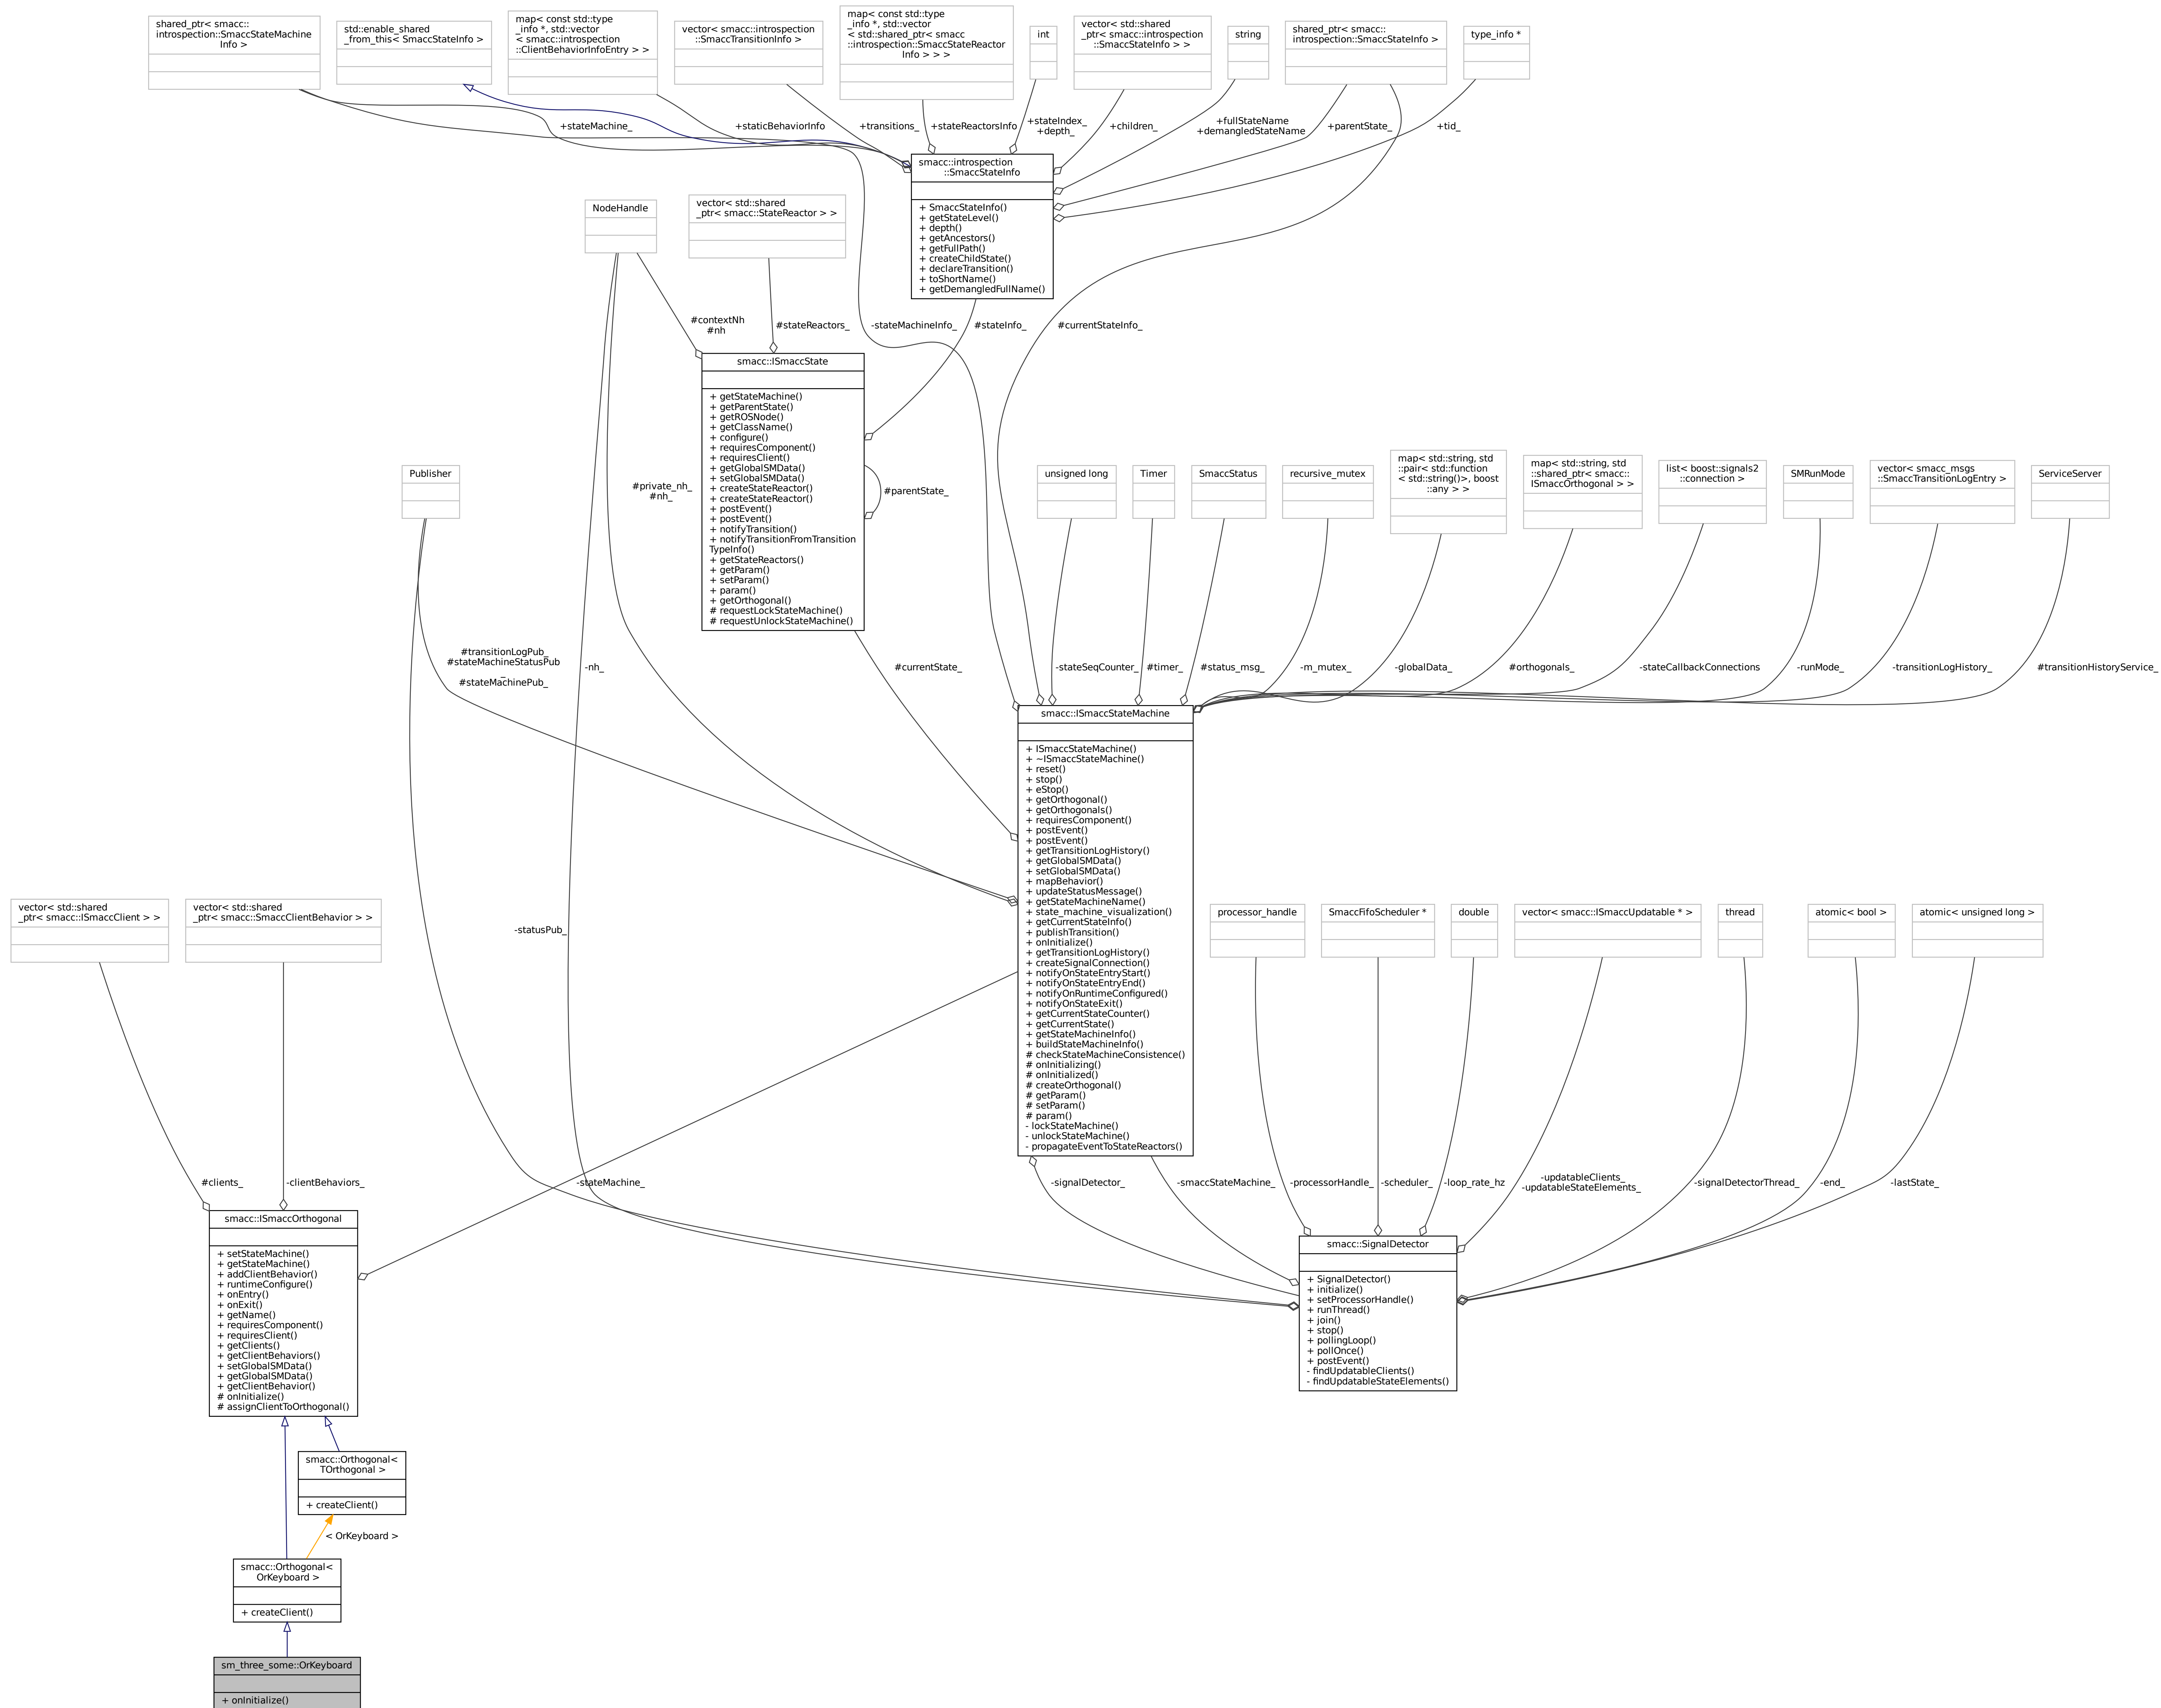 shared_ptr< smacc::
introspection::SmaccStateMachine
Info >
std::enable_shared
_from_this< SmaccStateInfo >
map< const std::type
_info *, std::vector
< smacc::introspection
::ClientBehaviorInfoEntry > >
vector< smacc::introspection
::SmaccTransitionInfo >
map< const std::type
_info *, std::vector
< std::shared_ptr< smacc
::introspection::SmaccStateReactor
Info > > >
int
vector< std::shared
_ptr< smacc::introspection
::SmaccStateInfo > >
string
shared_ptr< smacc::
introspection::SmaccStateInfo >
type_info *
+stateMachine_
+staticBehaviorInfo
+transitions_
+stateReactorsInfo
+stateIndex_
+depth_
+children_
+fullStateName
+demangledStateName
+parentState_
+tid_
smacc::introspection
::SmaccStateInfo
+ SmaccStateInfo()
+ getStateLevel()
+ depth()
+ getAncestors()
+ getFullPath()
+ createChildState()
+ declareTransition()
+ toShortName()
+ getDemangledFullName()
NodeHandle
vector< std::shared
_ptr< smacc::StateReactor > >
#contextNh
#nh
#stateReactors_
-stateMachineInfo_
#stateInfo_
#currentStateInfo_
smacc::ISmaccState
+ getStateMachine()
+ getParentState()
+ getROSNode()
+ getClassName()
+ configure()
+ requiresComponent()
+ requiresClient()
+ getGlobalSMData()
+ setGlobalSMData()
+ createStateReactor()
+ createStateReactor()
+ postEvent()
+ postEvent()
+ notifyTransition()
+ notifyTransitionFromTransition
TypeInfo()
+ getStateReactors()
+ getParam()
+ setParam()
+ param()
+ getOrthogonal()
# requestLockStateMachine()
# requestUnlockStateMachine()
#parentState_
Publisher
#private_nh_
#nh_
unsigned long
Timer
SmaccStatus
recursive_mutex
map< std::string, std
::pair< std::function
< std::string()>, boost
::any > >
map< std::string, std
::shared_ptr< smacc::
ISmaccOrthogonal > >
list< boost::signals2
::connection >
SMRunMode
vector< smacc_msgs
::SmaccTransitionLogEntry >
ServiceServer
#transitionLogPub_
#stateMachineStatusPub
_
#stateMachinePub_
-nh_
#currentState_
-stateSeqCounter_
#timer_
#status_msg_
-m_mutex_
-globalData_
#orthogonals_
-stateCallbackConnections
-runMode_
-transitionLogHistory_
#transitionHistoryService_
smacc::ISmaccStateMachine
+ ISmaccStateMachine()
+ ~ISmaccStateMachine()
+ reset()
+ stop()
+ eStop()
+ getOrthogonal()
+ getOrthogonals()
+ requiresComponent()
+ postEvent()
+ postEvent()
+ getTransitionLogHistory()
+ getGlobalSMData()
+ setGlobalSMData()
+ mapBehavior()
+ updateStatusMessage()
+ getStateMachineName()
+ state_machine_visualization()
+ getCurrentStateInfo()
+ publishTransition()
+ onInitialize()
+ getTransitionLogHistory()
+ createSignalConnection()
+ notifyOnStateEntryStart()
+ notifyOnStateEntryEnd()
+ notifyOnRuntimeConfigured()
+ notifyOnStateExit()
+ getCurrentStateCounter()
+ getCurrentState()
+ getStateMachineInfo()
+ buildStateMachineInfo()
# checkStateMachineConsistence()
# onInitializing()
# onInitialized()
# createOrthogonal()
# getParam()
# setParam()
# param()
- lockStateMachine()
- unlockStateMachine()
- propagateEventToStateReactors()
vector< std::shared
_ptr< smacc::ISmaccClient > >
vector< std::shared
_ptr< smacc::SmaccClientBehavior > >
-statusPub_
processor_handle
SmaccFifoScheduler *
double
vector< smacc::ISmaccUpdatable * >
thread
atomic< bool >
atomic< unsigned long >
#clients_
-clientBehaviors_
-stateMachine_
-signalDetector_
-smaccStateMachine_
-processorHandle_
-scheduler_
-loop_rate_hz
-updatableClients_
-updatableStateElements_
-signalDetectorThread_
-end_
-lastState_
smacc::ISmaccOrthogonal
+ setStateMachine()
+ getStateMachine()
+ addClientBehavior()
+ runtimeConfigure()
+ onEntry()
+ onExit()
+ getName()
+ requiresComponent()
+ requiresClient()
+ getClients()
+ getClientBehaviors()
+ setGlobalSMData()
+ getGlobalSMData()
+ getClientBehavior()
# onInitialize()
# assignClientToOrthogonal()
smacc::SignalDetector
+ SignalDetector()
+ initialize()
+ setProcessorHandle()
+ runThread()
+ join()
+ stop()
+ pollingLoop()
+ pollOnce()
+ postEvent()
- findUpdatableClients()
- findUpdatableStateElements()
smacc::Orthogonal<
TOrthogonal >
+ createClient()
< OrKeyboard >
smacc::Orthogonal<
OrKeyboard >
+ createClient()
sm_three_some::OrKeyboard
+ onInitialize()